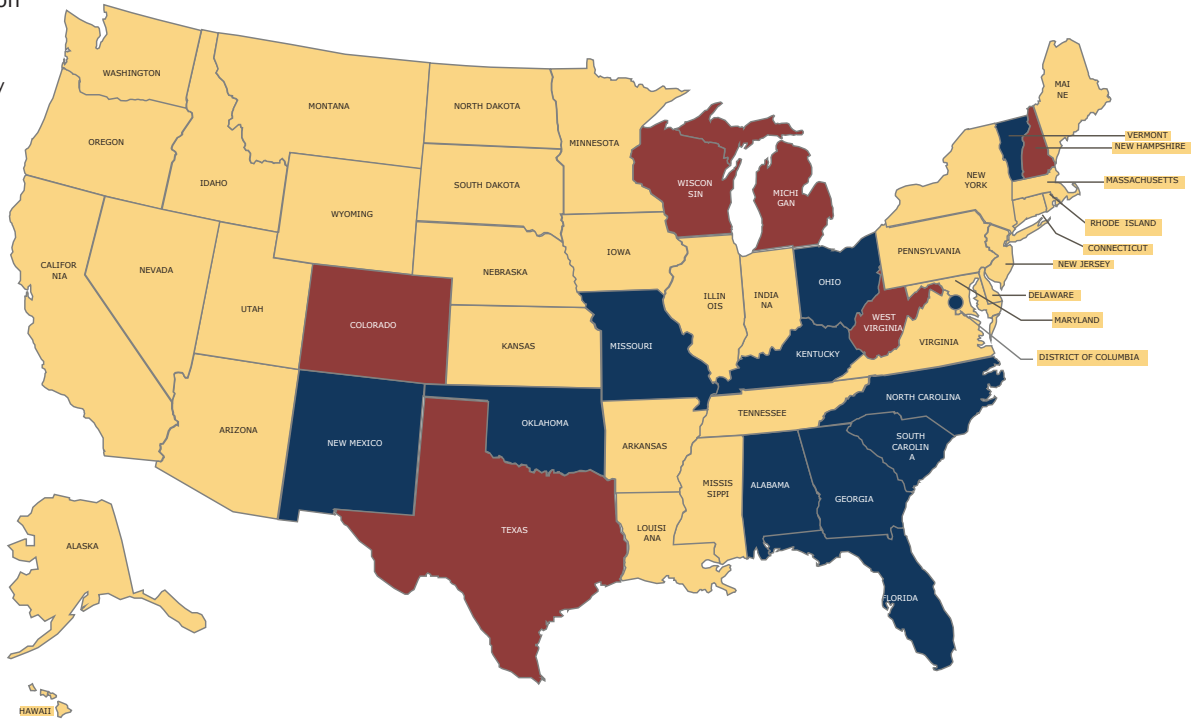 on
y
WASHINGTON
MONTANA
NORTH DAKOTA
MINNESOTA
MAI
NE
OREGON
IDAHO
SOUTH DAKOTA
WISCON
SIN
MICHI
GAN
NEW
YORK
VERMONT
NEW HAMPSHIRE
MASSACHUSETTS
RHODE ISLAND
CONNECTICUT
NEW JERSEY
DELAWARE
MARYLAND
DISTRICT OF COLUMBIA
WYOMING
IOWA
PENNSYLVANIA
CALIFOR
NIA
NEVADA
NEBRASKA
UTAH
COLORADO
ILLIN
OIS
INDIA
NA
OHIO
WEST
VIRGINIA
VIRGINIA
KANSAS
MISSOURI
KENTUCKY
NORTH CAROLINA
TENNESSEE
ARIZONA
NEW MEXICO
OKLAHOMA
ARKANSAS
SOUTH
CAROLIN
A
MISSIS
SIPPI
ALABAMA
GEORGIA
TEXAS
LOUISI
ANA
FLORIDA
ALASKA
HAWAII